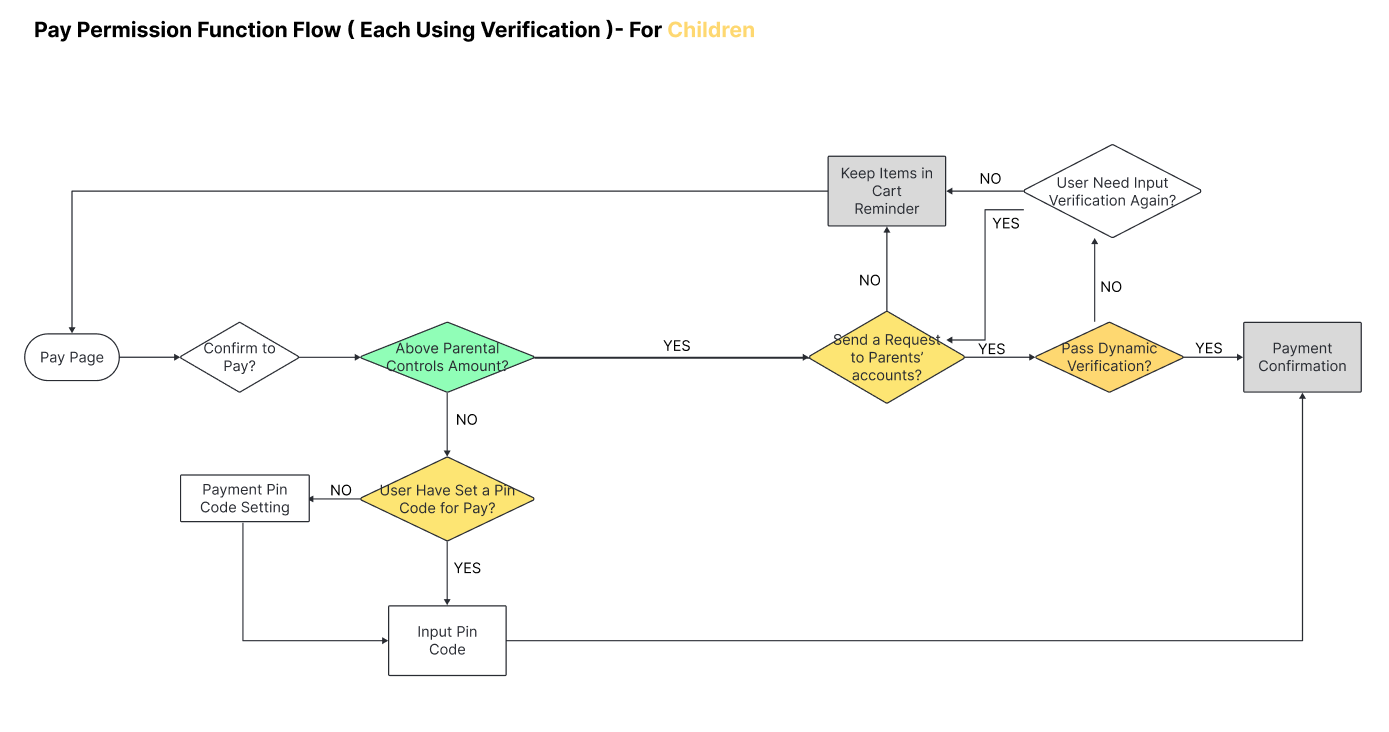 Pay Permission Function Flow ( Each Using Verification )- For Children
Keep Items in
Cart
Reminder
NO
User Need Input
Verification Again?
YES
NO
NO
Pay Page
Confirm to
Pay?
Above Parental
Controls Amount?
YES
Send a Request
to Parents’
accounts?
YES
Pass Dynamic
Verification?
YES
Payment
Confirmation
NO
Payment Pin
Code Setting
NO
User Have Set a Pin
Code for Pay?
YES
Input Pin
Code